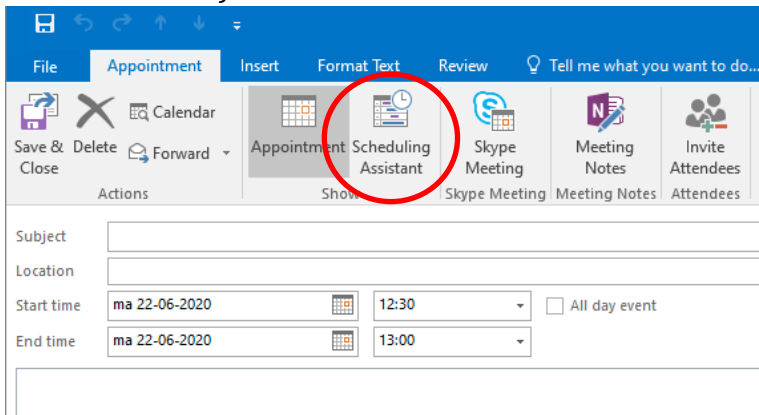 File Appointment Insert Format Text Review Tell me what you want to do...
Calendar
Forward
Save & Close
Delete
Appointment
Scheduling Assistant
Skype Meeting
Meeting Notes
Invite Attendees
Actions Show Skype Meeting Meeting Notes Attendees
Subject
Location
Start time ma 22-06-2020 12:30 All day event
End time ma 22-06-2020 13:00